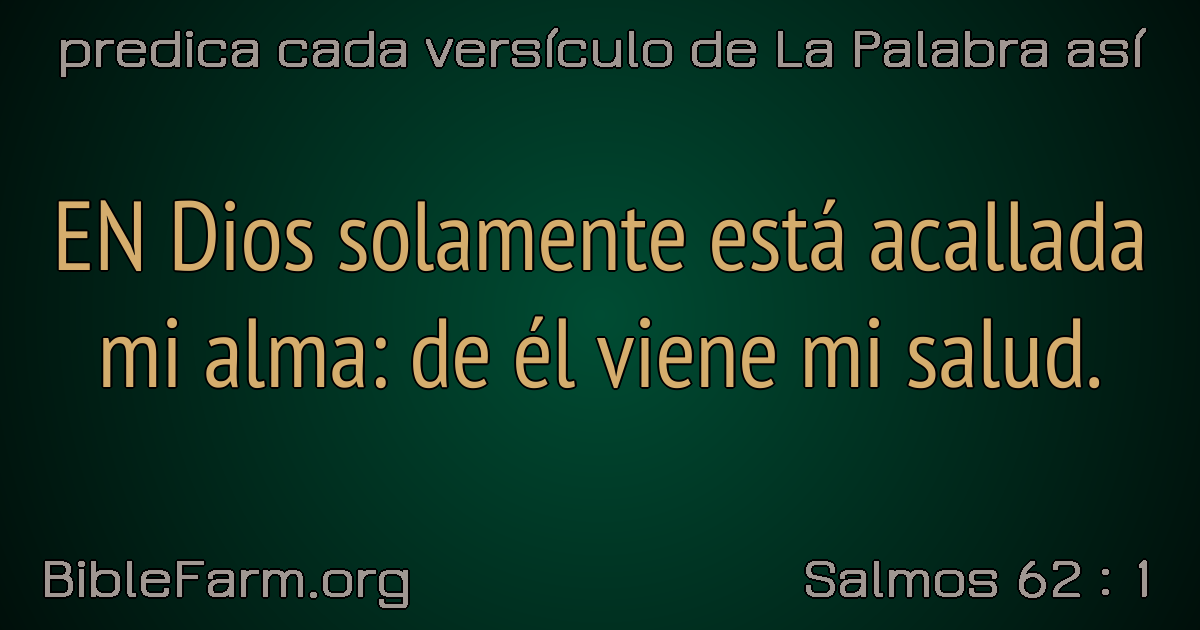 predica cada versículo de La Palabra así
EN Dios solamente está acallada
mi alma: de él viene mi salud.
BibleFarm.org
Salmos 62 : 1